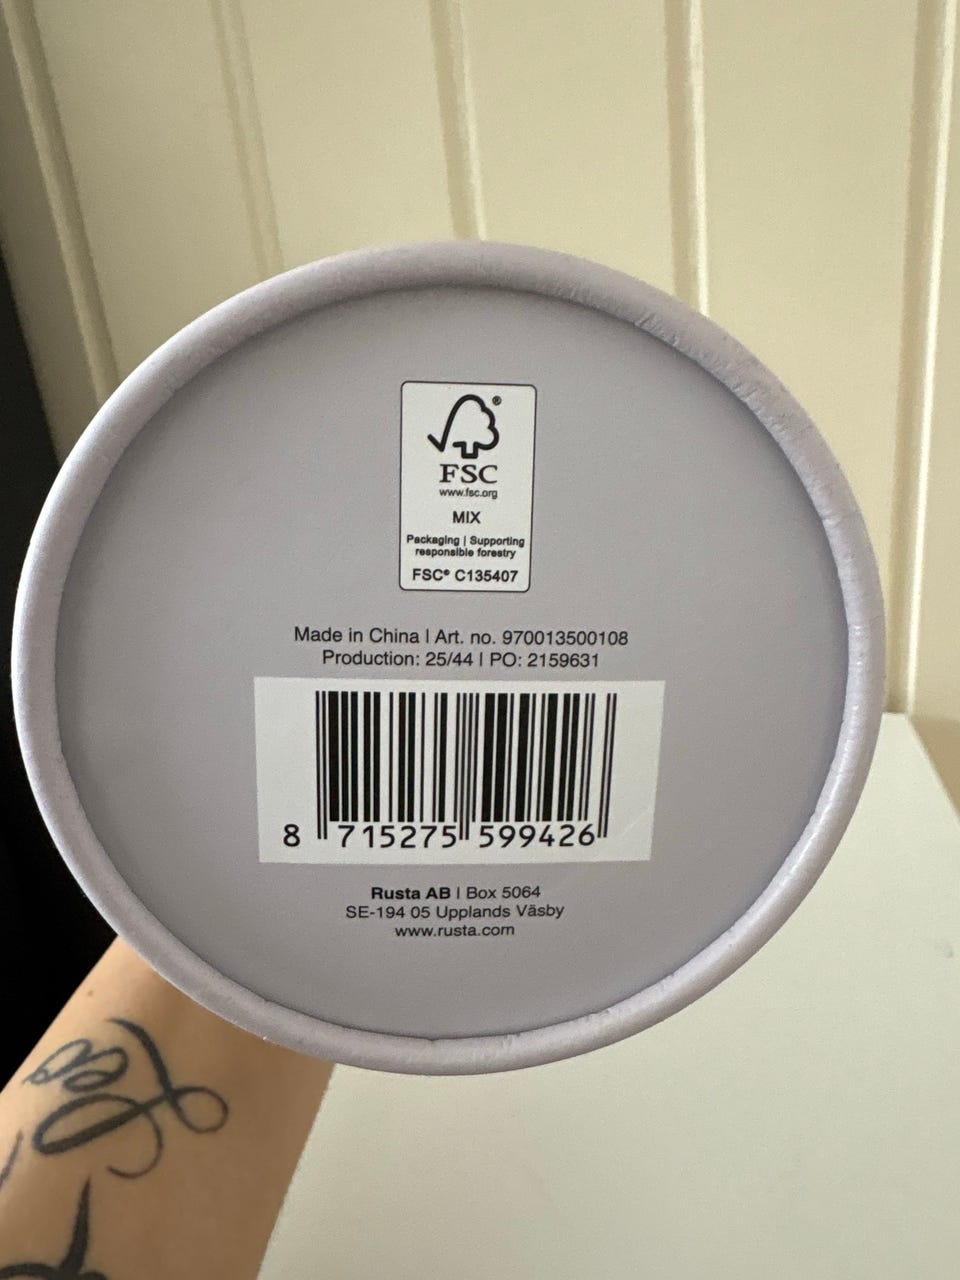 FSC®
www.fsc.org
MIX
Packaging | Supporting
responsible forestry
FSC® C135407
Made in China | Art. no. 970013500108
Production: 25/44 | PO: 2159631
8 715275 599426
Rusta AB | Box 5064
SE-194 05 Upplands Väsby
www.rusta.com
Leo